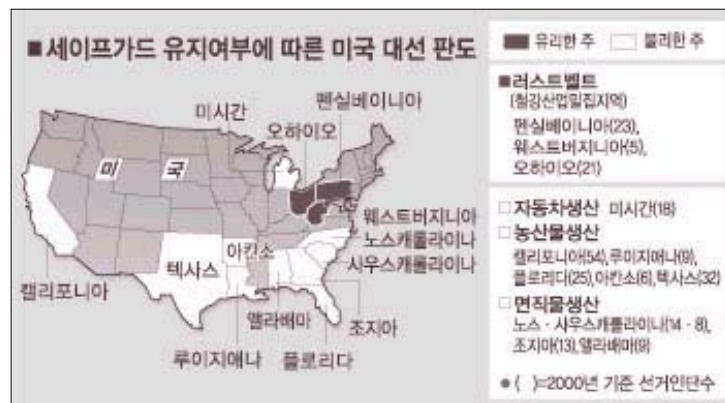 ■세이프가드 유지여부에 따른 미국 대선 판도
유리한 주
불리한 주
■러스트벨트
(철강산업밀집지역)
펜실베이니아(23),
웨스트버지니아(5),
오하이오(21)
□자동차생산 미시간(18)
□농산물생산
캘리포니아(54),루이지애나(9),
플로리다(25),아칸소(6),텍사스(32)
□면직물생산
노스·사우스캐롤라이나(14·8),
조지아(13),앨라배마(9)
●( )=2000년 기준 선거인단수
펜실베이니아
미시간
오하이오
미 국
웨스트버지니아
노스캐롤라이나
사우스캐롤라이나
아칸소
텍사스
캘리포니아
앨라배마
조지아
루이지애나
플로리다